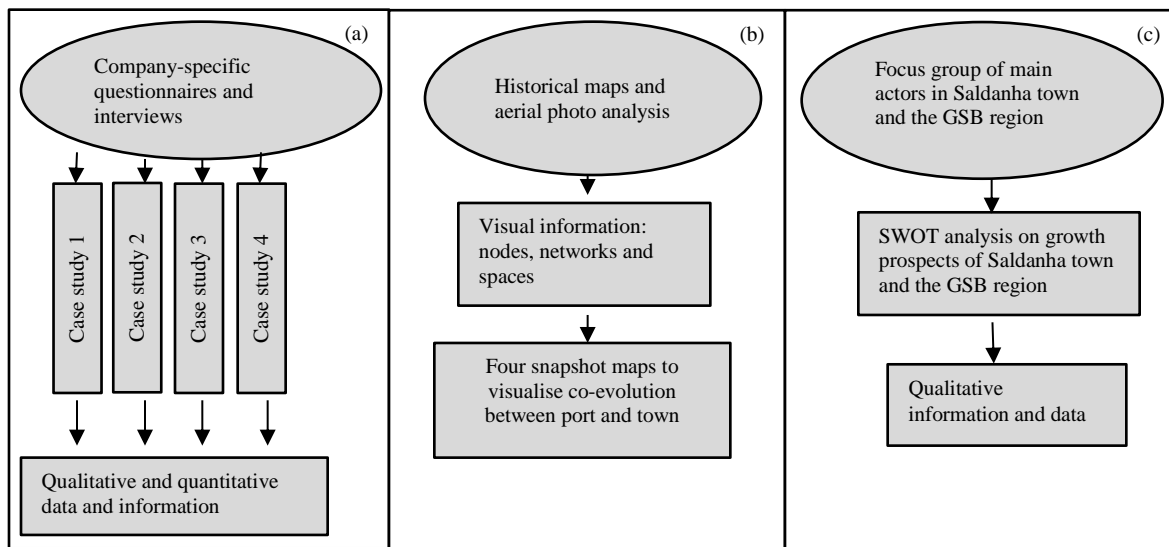 (a)
Company-specific
questionnaires and
interviews
Case study 1
Case study 2
Case study 3
Case study 4
Qualitative and quantitative
data and information
(b)
Historical maps and
aerial photo analysis
Visual information:
nodes, networks and
spaces
Four snapshot maps to
visualise co-evolution
between port and town
(c)
Focus group of main
actors in Saldanha town
and the GSB region
SWOT analysis on growth
prospects of Saldanha town
and the GSB region
Qualitative
information and data